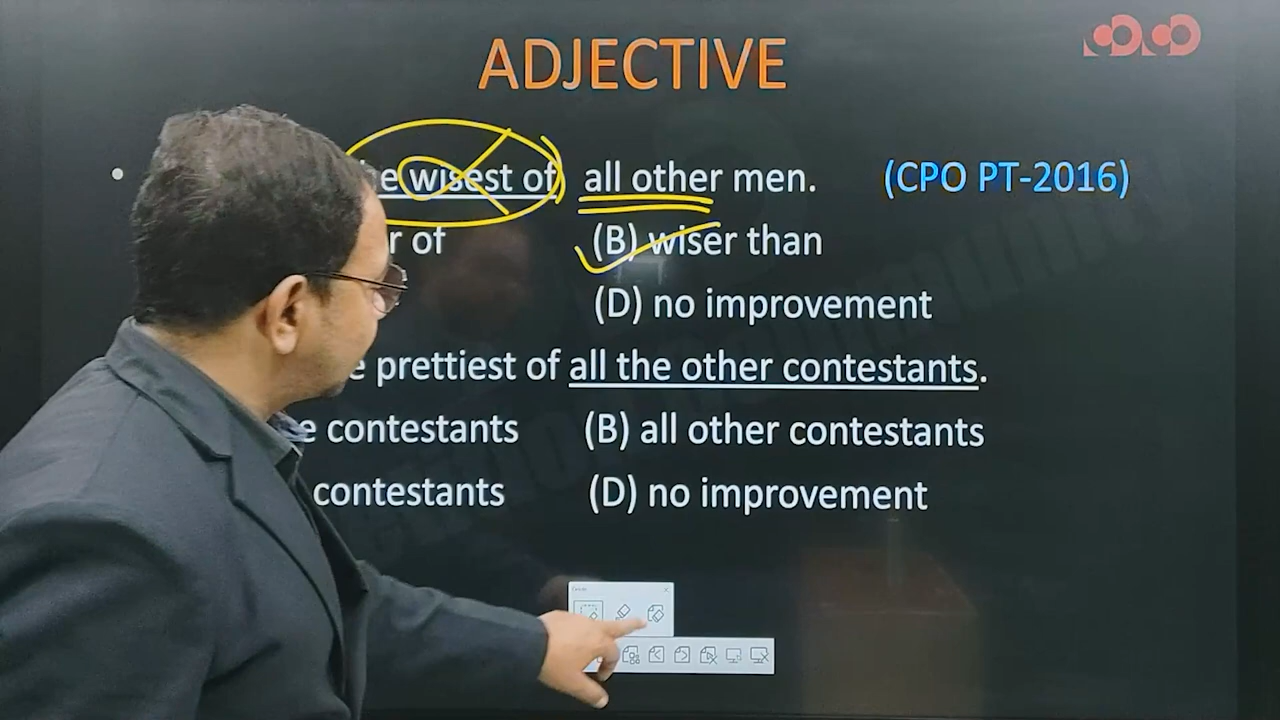 ADJECTIVE
wisest of all other men. (CPO PT-2016)
of (B) wiser than
(D) no improvement
prettiest of all the other contestants.
contestants (B) all other contestants
contestants (D) no improvement